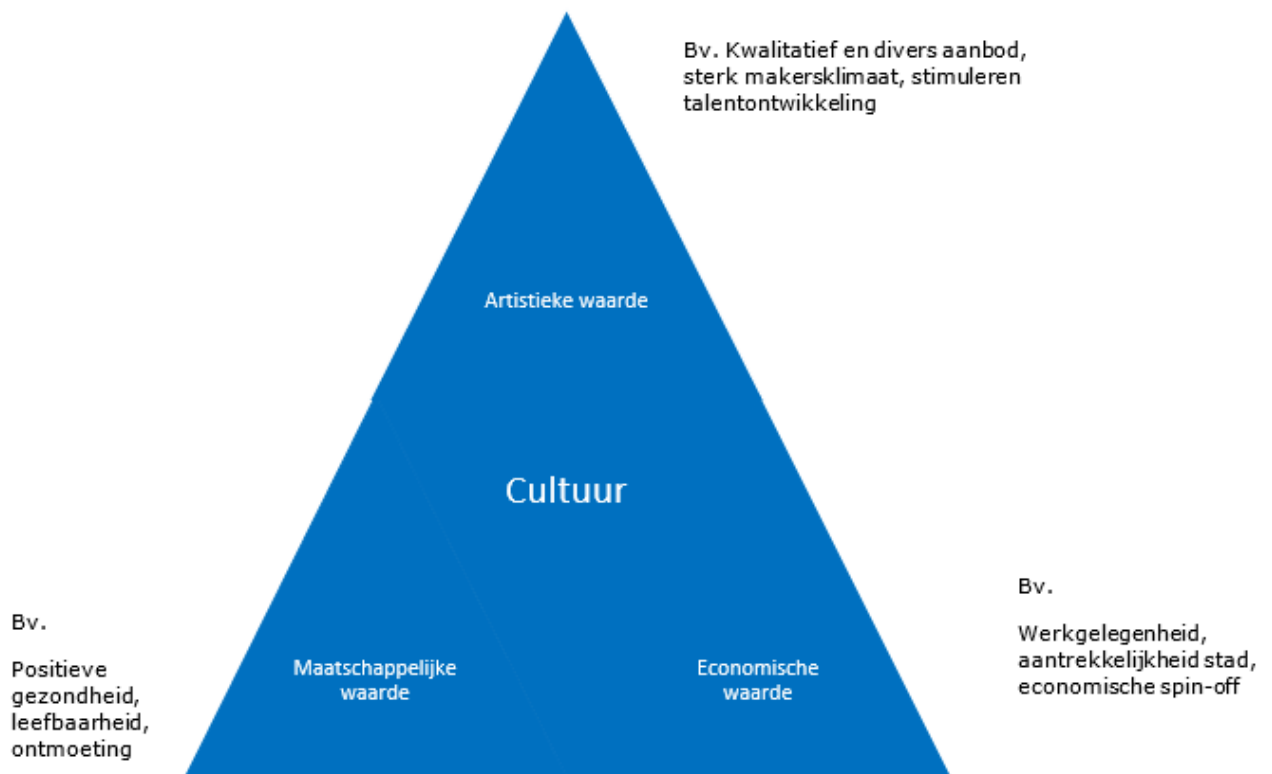 Bv. Kwalitatief en divers aanbod,
sterk makersklimaat, stimuleren
talentontwikkeling
Artistieke waarde
Cultuur
Bv.
Positieve
gezondheid,
leefbaarheid,
ontmoeting
Maatschappelijke
waarde
Economische
waarde
Bv.
Werkgelegenheid,
aantrekkelijkheid stad,
economische spin-off